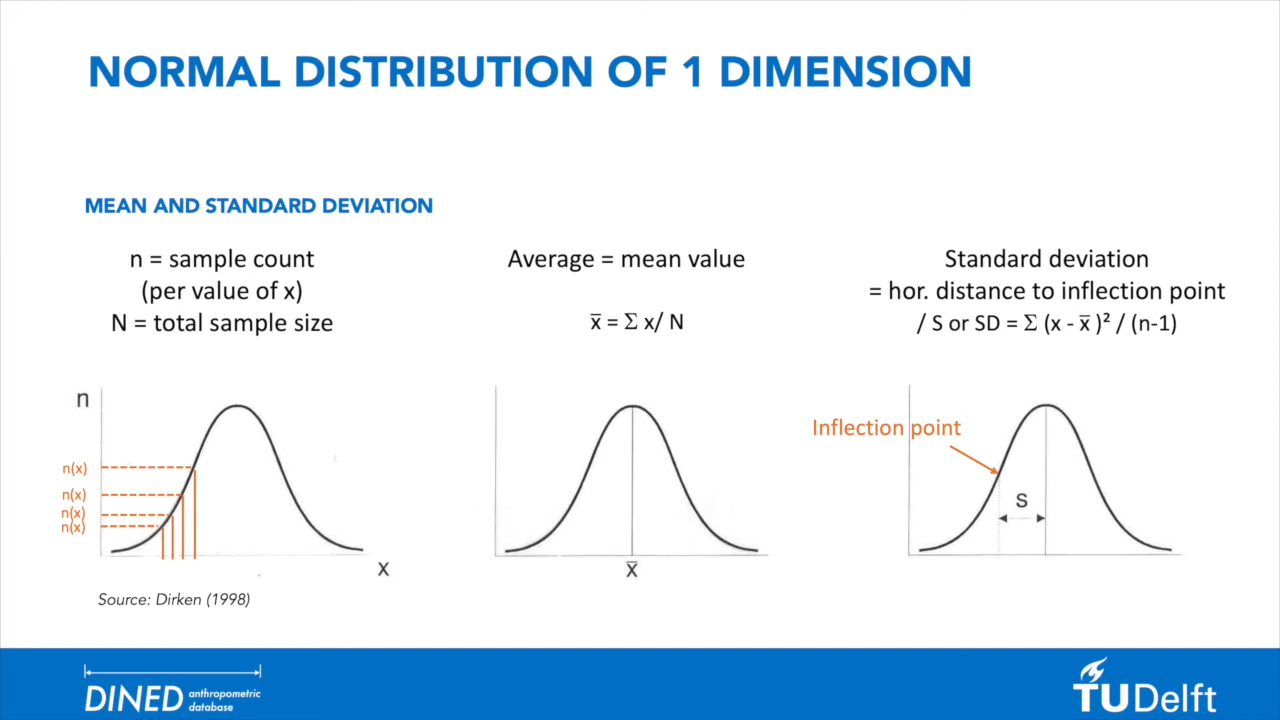 NORMAL DISTRIBUTION OF 1 DIMENSION
MEAN AND STANDARD DEVIATION
n = sample count
(per value of x)
N = total sample size
Average = mean value
x̅ = Σ x/ N
Standard deviation
= hor. distance to inflection point
/ S or SD = Σ (x - x̅ )² / (n-1)
n
n(x)
n(x)
n(x)
n(x)
x
x̅
Inflection point
S
Source: Dirken (1998)
DINED anthropometric
database
TUDelft